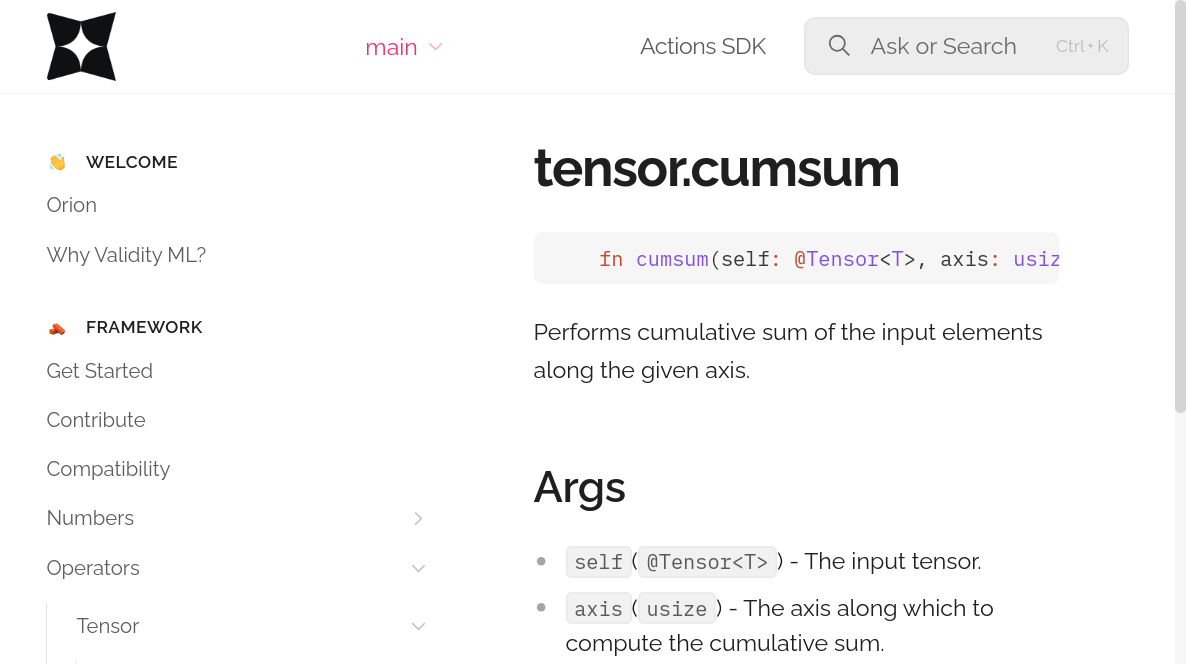 main
Actions SDK
Ask or Search
Ctrl + K
WELCOME
Orion
Why Validity ML?
FRAMEWORK
Get Started
Contribute
Compatibility
Numbers
Operators
Tensor
tensor.cumsum
fn cumsum(self: @Tensor<T>, axis: usiz
Performs cumulative sum of the input elements
along the given axis.
Args
self(@Tensor<T>) - The input tensor.
axis(usize) - The axis along which to
compute the cumulative sum.